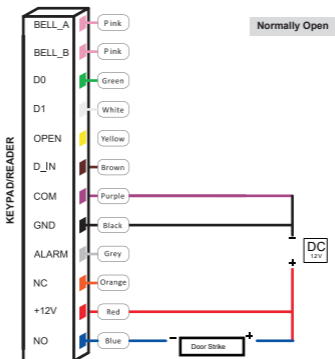 Normally Open
KEYPAD/READER
BELL_A Pink
BELL_B Pink
D0 Green
D1 White
OPEN Yellow
D_IN Brown
COM Purple
GND Black
ALARM Grey
NC Orange
+12V Red
NO Blue
- Door Strike +
-
DC
12V
+